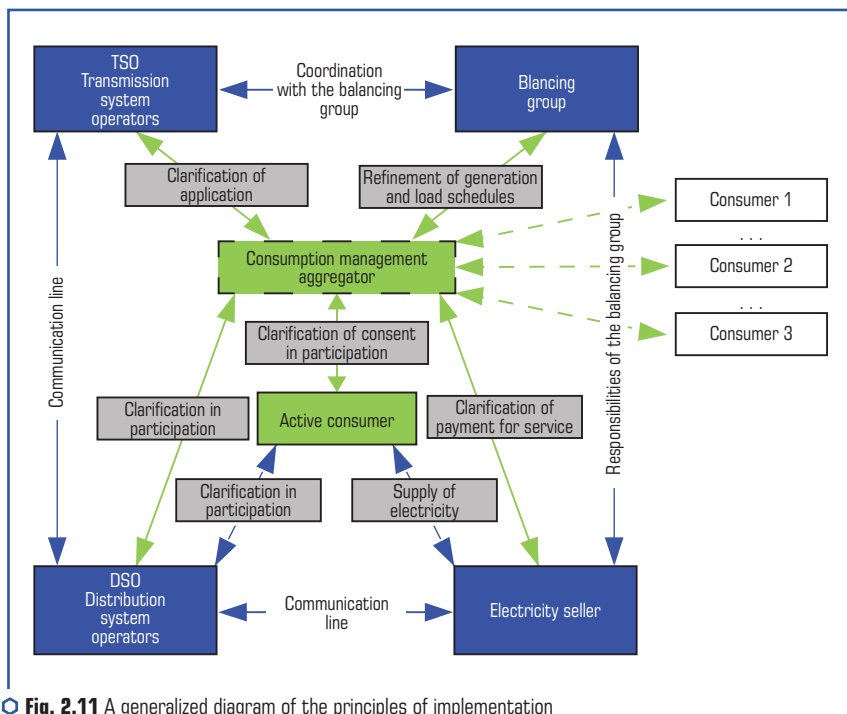 TSO
Transmission
system
operators
Coordination
with the balancing
group
Blancing
group
Clarification of
application
Refinement of generation
and load schedules
Consumer 1
. . .
Consumption management
aggregator
Consumer 2
. . .
Clarification of consent
in participation
Consumer 3
Communication line
Responsibilities of the balancing group
Clarification in
participation
Active consumer
Clarification of
payment for service
Clarification in
participation
Supply of
electricity
DSO
Distribution
system
operators
Communication
line
Electricity seller
Fig. 2.11 A generalized diagram of the principles of implementation